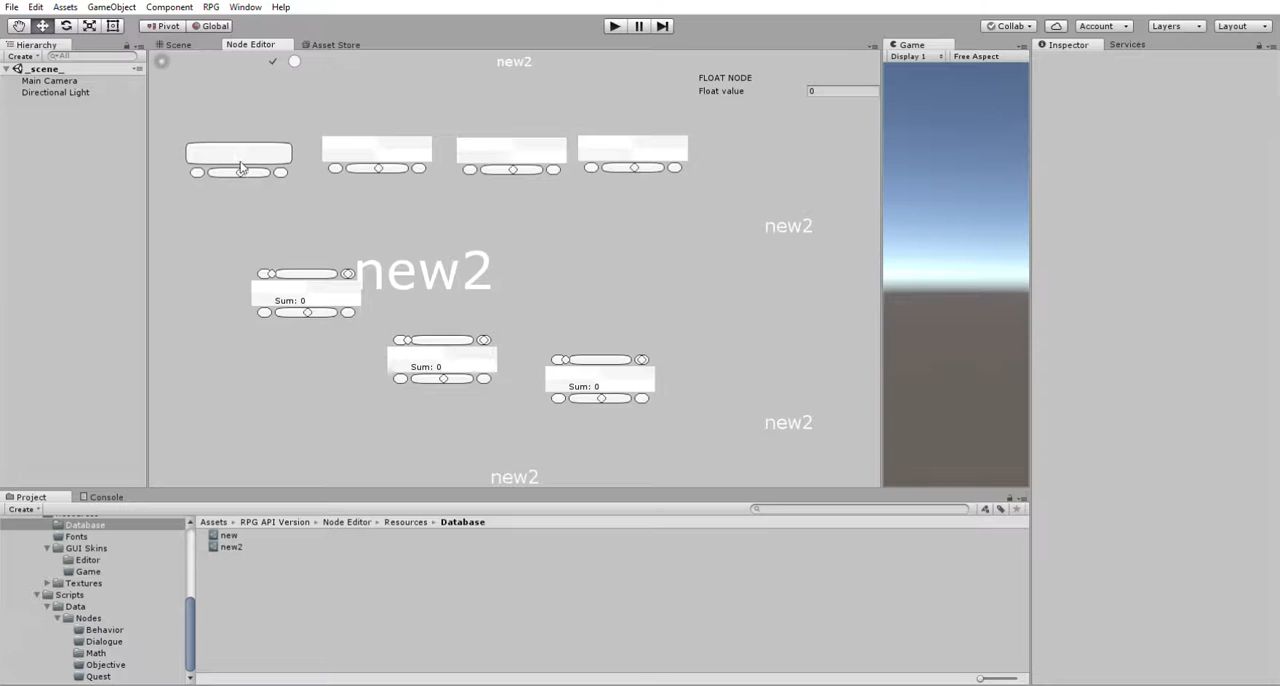 File Edit Assets GameObject Component RPG Window Help
Pivot Global Collab Account Layers Layout
Hierarchy Scene Node Editor Asset Store Game Inspector Services
Create All Display 1 Free Aspect
_scene_ new2
Main Camera FLOAT NODE
Directional Light Float value 0
new2
new2
Sum: 0
Sum: 0
Sum: 0
new2
new2
Project Console
Create
Assets RPG API Version Node Editor Resources Database
Database new
Fonts new2
GUI Skins
Editor
Game
Textures
Scripts
Data
Nodes
Behavior
Dialogue
Math
Objective
Quest